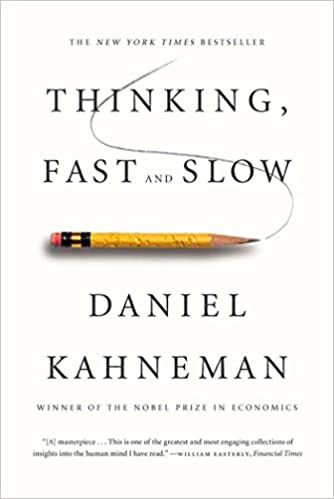 THE NEW YORK TIMES BESTSELLER
THINKING,
FAST AND SLOW
DANIEL
KAHNEMAN
WINNER OF THE NOBEL PRIZE IN ECONOMICS
"[A] masterpiece . . . This is one of the greatest and most engaging collections of
insights into the human mind I have read." —WILLIAM EASTERLY, Financial Times